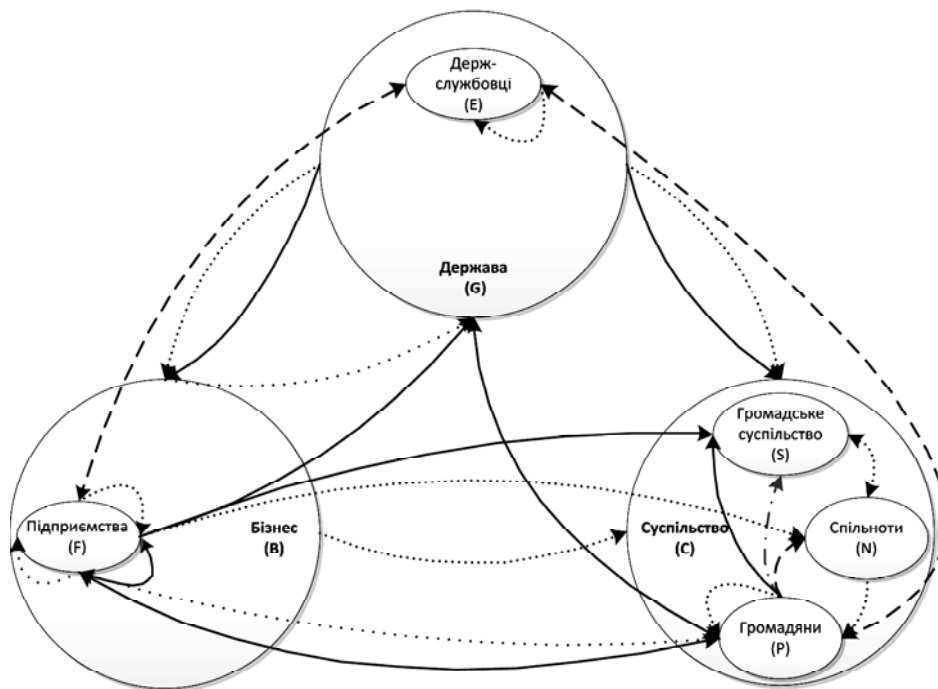 Держ-
службовці
(E)
Держава
(G)
Громадське
суспільство
(S)
Підприємства
(F)
Бізнес
(B)
Суспільство
(C)
Спільноти
(N)
Громадяни
(P)